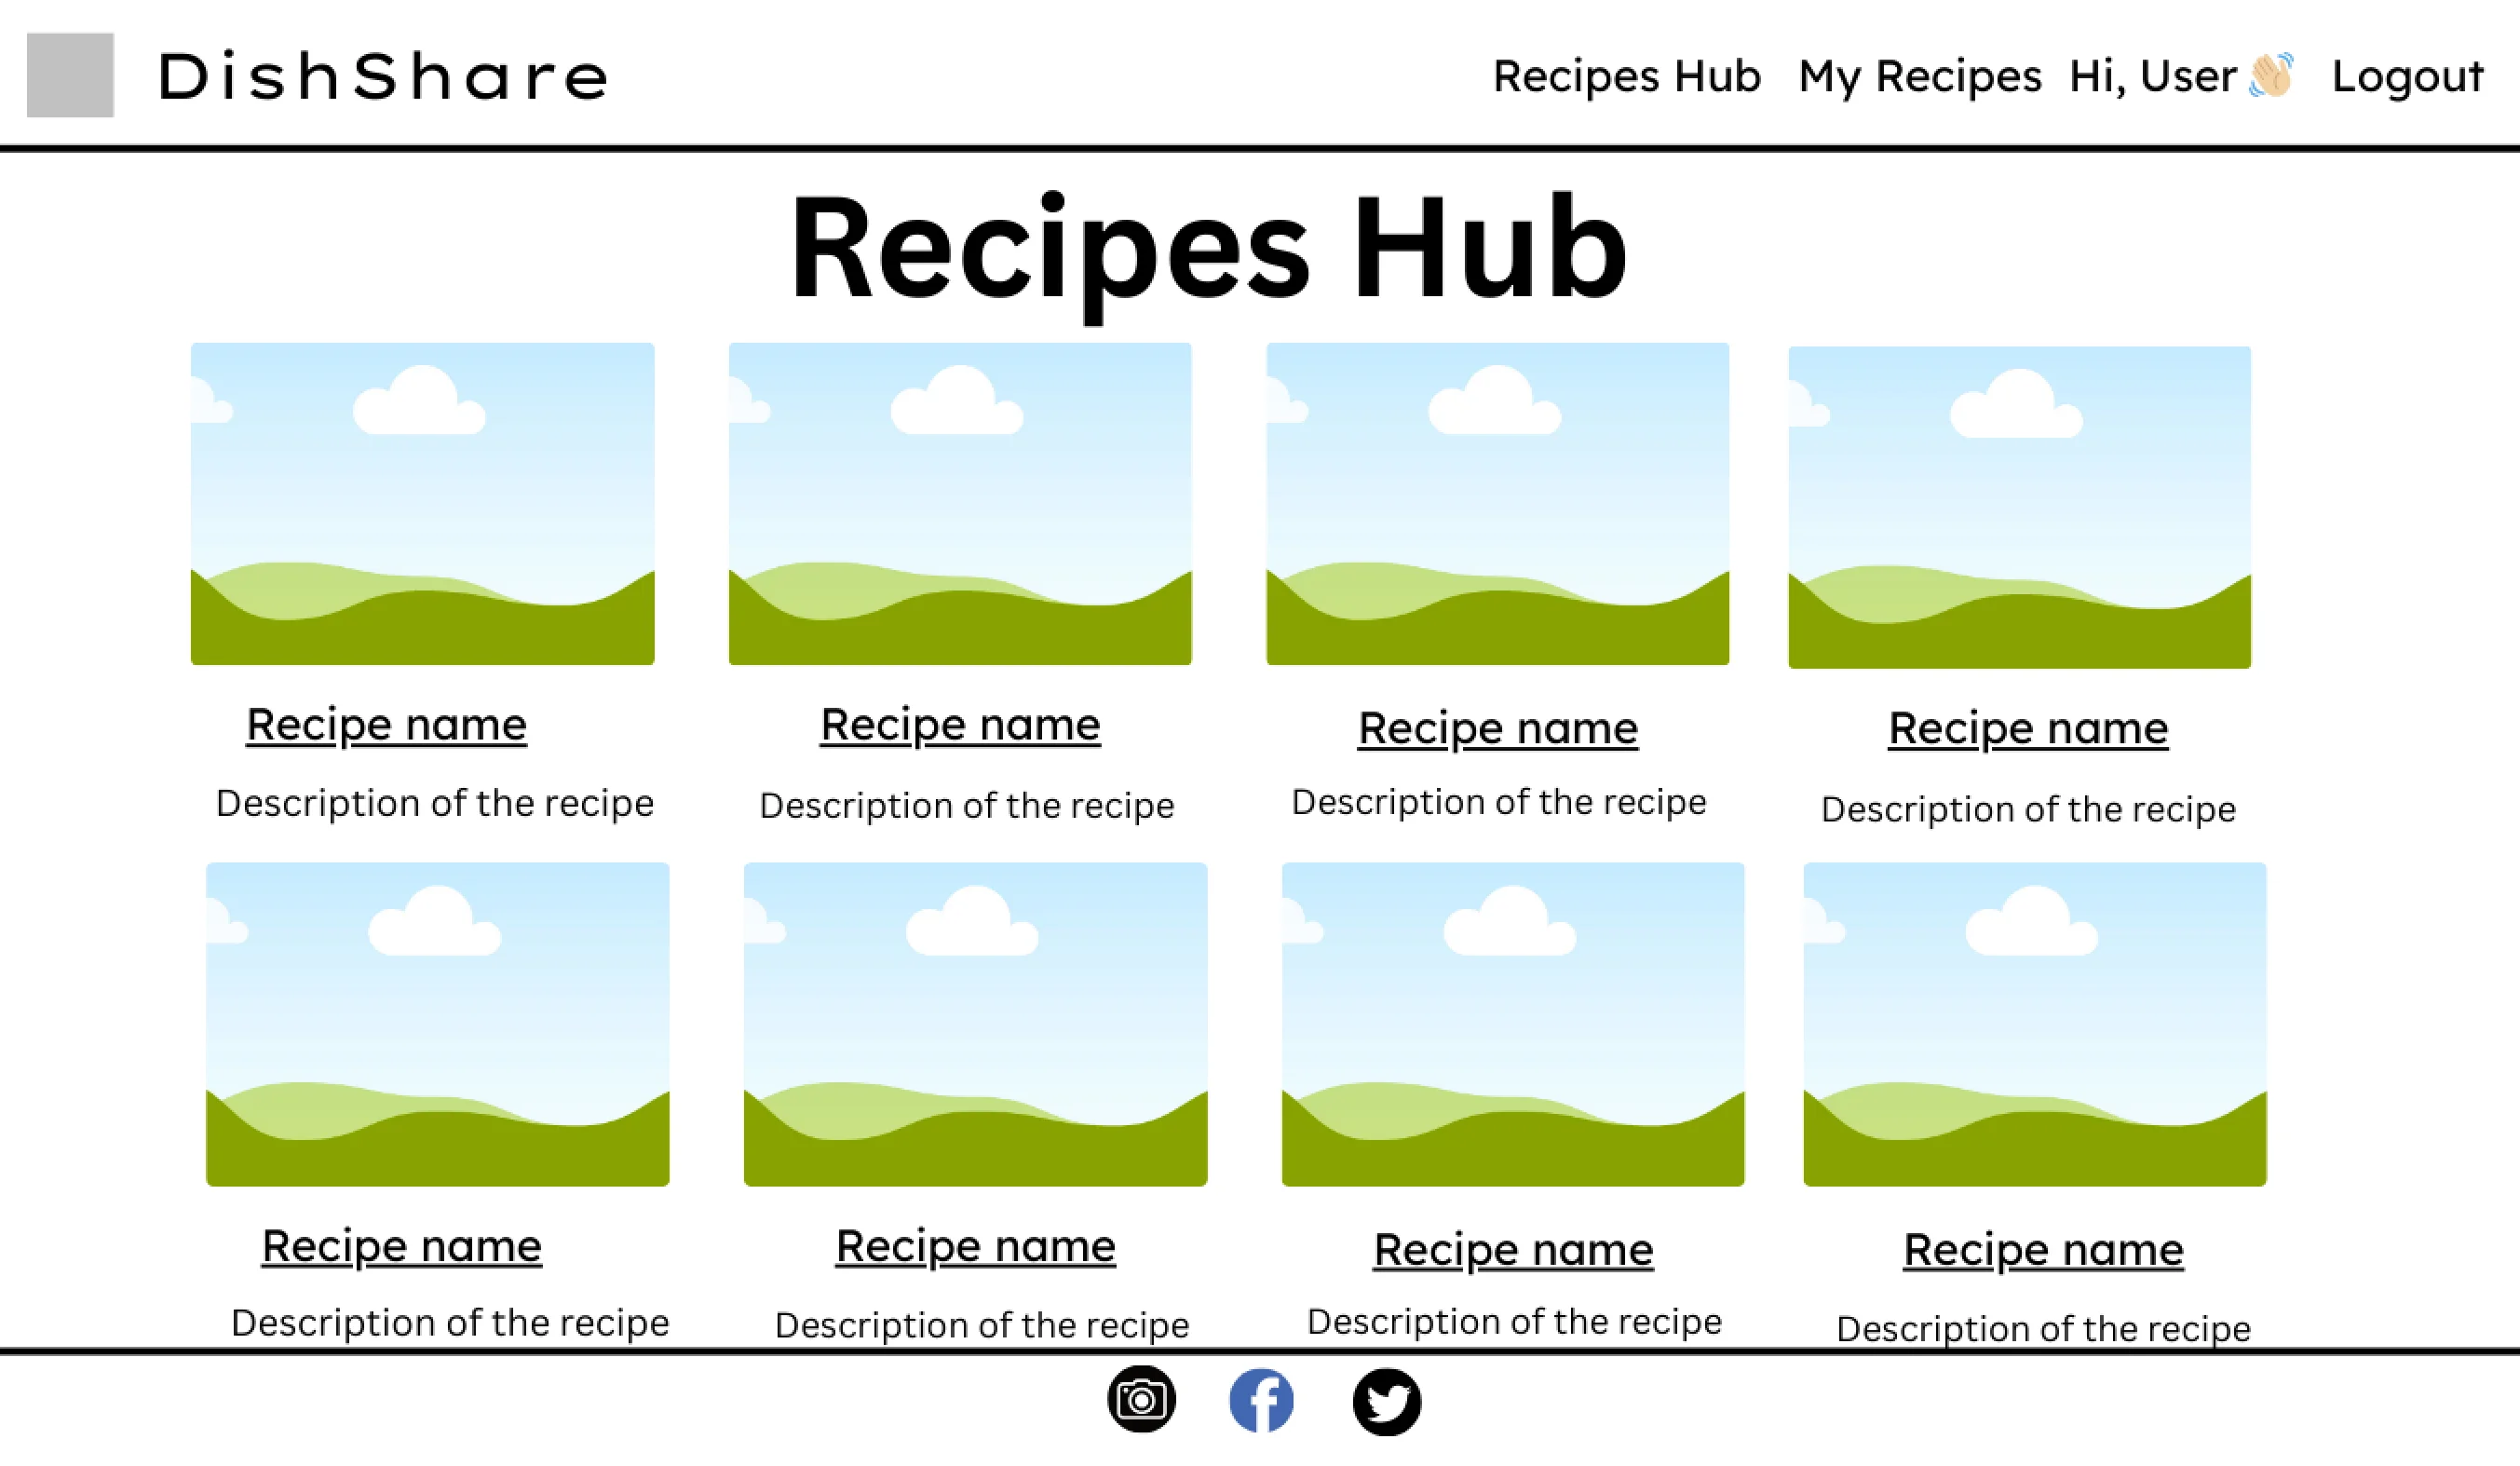 DishShare
Recipes Hub My Recipes Hi, User 👋🏼 Logout
Recipes Hub
Recipe name Recipe name Recipe name Recipe name
Description of the recipe Description of the recipe Description of the recipe Description of the recipe
Recipe name Recipe name Recipe name Recipe name
Description of the recipe Description of the recipe Description of the recipe Description of the recipe